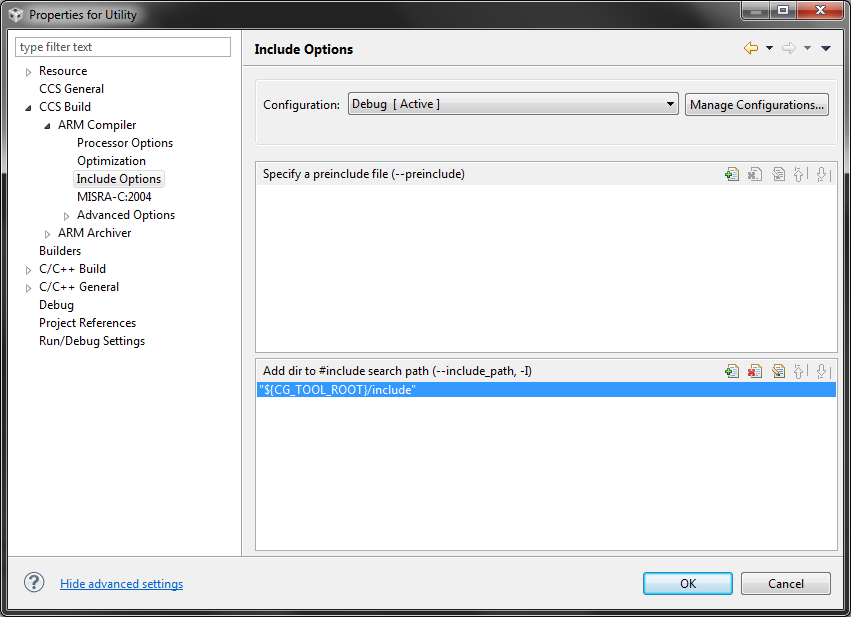 Properties for Utility
type filter text
Resource
CCS General
CCS Build
ARM Compiler
Processor Options
Optimization
Include Options
MISRA-C:2004
Advanced Options
ARM Archiver
Builders
C/C++ Build
C/C++ General
Debug
Project References
Run/Debug Settings
Include Options
Configuration: Debug [ Active ] Manage Configurations...
Specify a preinclude file (--preinclude)
Add dir to #include search path (--include_path, -I)
"${CG_TOOL_ROOT}/include"
? Hide advanced settings OK Cancel